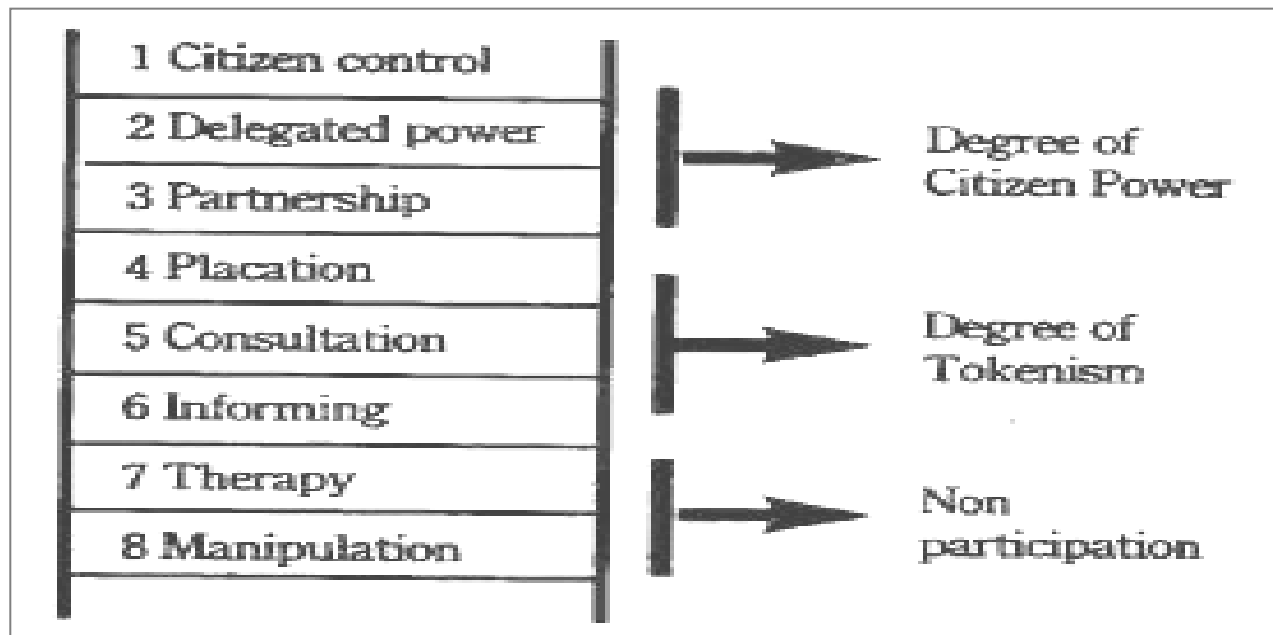 1 Citizen control
2 Delegated power
3 Partnership
4 Placation
5 Consultation
6 Informing
7 Therapy
8 Manipulation
Degree of
Citizen Power
Degree of
Tokenism
Non
participation